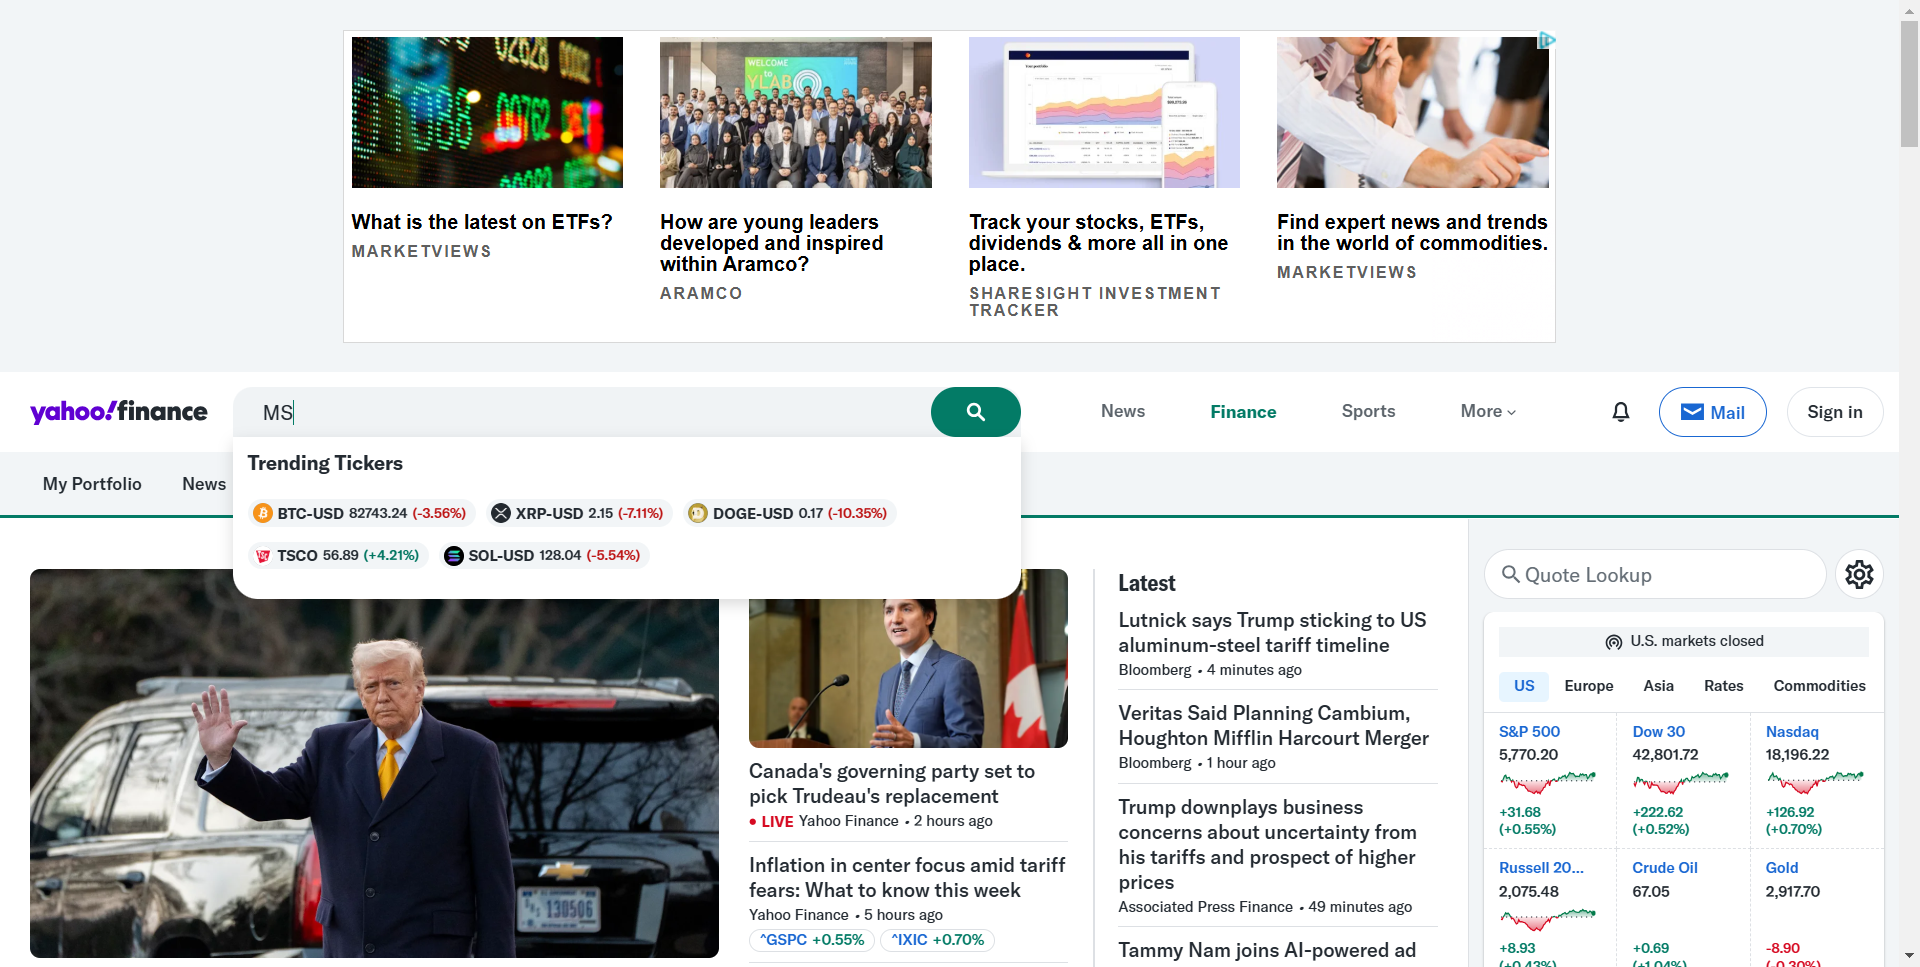 WELCOME
to
YLAB
What is the latest on ETFs?
MARKETVIEWS
How are young leaders
developed and inspired
within Aramco?
ARAMCO
Track your stocks, ETFs,
dividends & more all in one
place.
SHARESIGHT INVESTMENT
TRACKER
Find expert news and trends
in the world of commodities.
MARKETVIEWS
yahoo!finance
MS
News
Finance
Sports
More
Mail
Sign in
My Portfolio
News
Trending Tickers
BTC-USD 82743.24 (-3.56%)
XRP-USD 2.15 (-7.11%)
DOGE-USD 0.17 (-10.35%)
TSCO 56.89 (+4.21%)
SOL-USD 128.04 (-5.54%)
130506
Canada's governing party set to
pick Trudeau's replacement
• LIVE Yahoo Finance • 2 hours ago
Inflation in center focus amid tariff
fears: What to know this week
Yahoo Finance • 5 hours ago
^GSPC +0.55%
^IXIC +0.70%
Latest
Lutnick says Trump sticking to US
aluminum-steel tariff timeline
Bloomberg • 4 minutes ago
Veritas Said Planning Cambium,
Houghton Mifflin Harcourt Merger
Bloomberg • 1 hour ago
Trump downplays business
concerns about uncertainty from
his tariffs and prospect of higher
prices
Associated Press Finance • 49 minutes ago
Tammy Nam joins AI-powered ad
Quote Lookup
U.S. markets closed
US
Europe
Asia
Rates
Commodities
S&P 500
5,770.20
+31.68
(+0.55%)
Dow 30
42,801.72
+222.62
(+0.52%)
Nasdaq
18,196.22
+126.92
(+0.70%)
Russell 20...
2,075.48
+8.93
(+0.43%)
Crude Oil
67.05
+0.69
(+1.04%)
Gold
2,917.70
-8.90
(-0.30%)